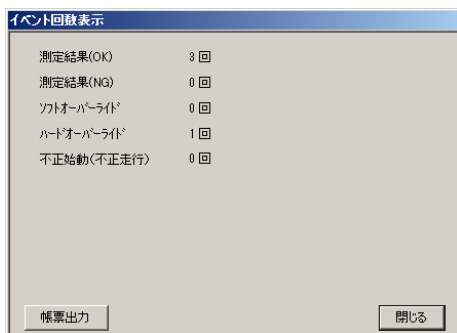 イベント回数表示
測定結果(OK) 3 回
測定結果(NG) 0 回
ソフトオーバーライド 0 回
ハードオーバーライド 1 回
不正始動(不正走行) 0 回
帳票出力 閉じる